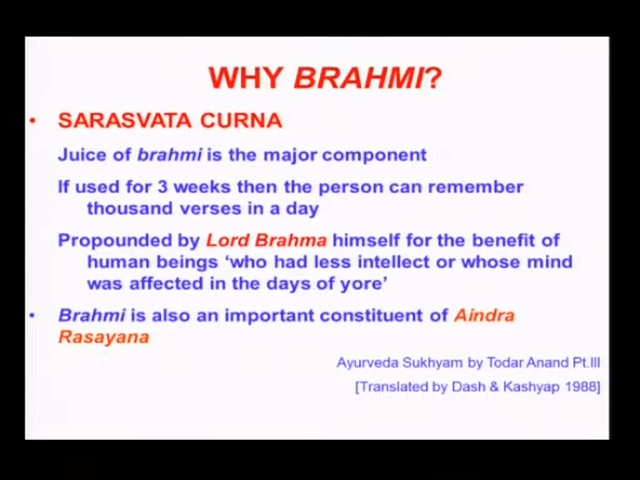 WHY BRAHMI?
• SARASVATA CURNA
Juice of brahmi is the major component
If used for 3 weeks then the person can remember
thousand verses in a day
Propounded by Lord Brahma himself for the benefit of
human beings ‘who had less intellect or whose mind
was affected in the days of yore’
• Brahmi is also an important constituent of Aindra
Rasayana
Ayurveda Sukhyam by Todar Anand Pt.III
[Translated by Dash & Kashyap 1988]